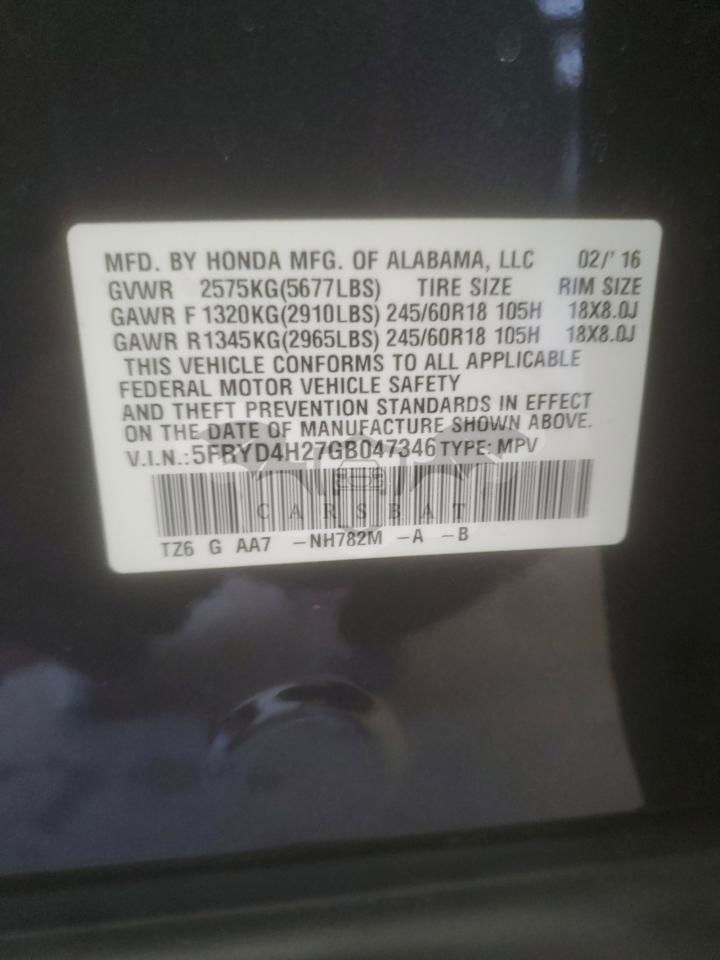 MFD. BY HONDA MFG. OF ALABAMA, LLC 02/' 16
GVWR 2575KG(5677LBS) TIRE SIZE RIM SIZE
GAWR F 1320KG(2910LBS) 245/60R18 105H 18X8.0J
GAWR R1345KG(2965LBS) 245/60R18 105H 18X8.0J
THIS VEHICLE CONFORMS TO ALL APPLICABLE
FEDERAL MOTOR VEHICLE SAFETY
AND THEFT PREVENTION STANDARDS IN EFFECT
ON THE DATE OF MANUFACTURE SHOWN ABOVE.
V.I.N.:5FRYD4H27GB047346 TYPE: MPV
CARSBAT
TZ6 G AA7 -NH782M -A -B